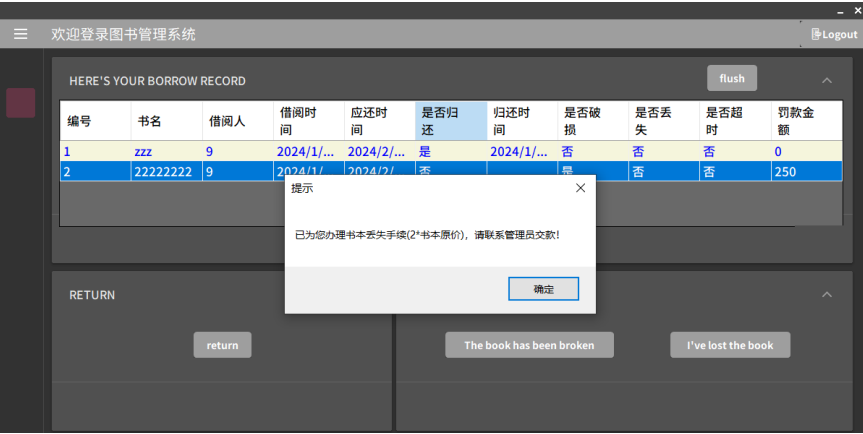 欢迎登录图书管理系统
Logout
HERE'S YOUR BORROW RECORD
flush
编号 书名 借阅人 借阅时间 应还时间 是否归还 归还时间 是否破损 是否丢失 是否超时 罚款金额
1 zzz 9 2024/1/... 2024/2/... 是 2024/1/... 否 否 否 0
2 22222222 9 2024/1/ 2024/2/ 否 是 否 否 250
提示
已为您办理书本丢失手续(2*书本原价)，请联系管理员交款!
确定
RETURN
return
The book has been broken
I've lost the book